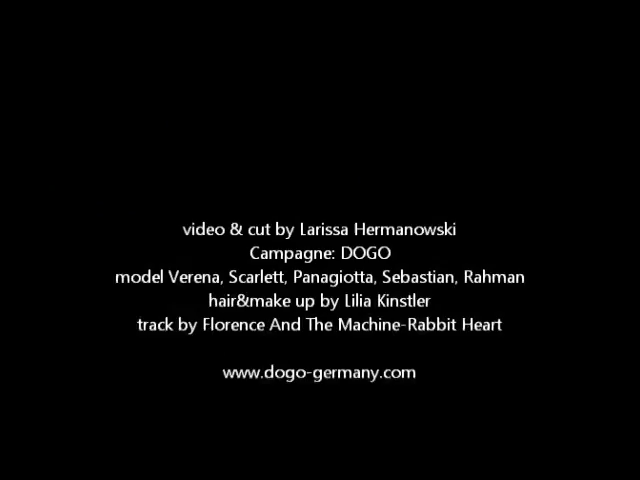 video & cut by Larissa Hermanowski
Campagne: DOGO
model Verena, Scarlett, Panagiotta, Sebastian, Rahman
hair&make up by Lilia Kinstler
track by Florence And The Machine-Rabbit Heart
www.dogo-germany.com